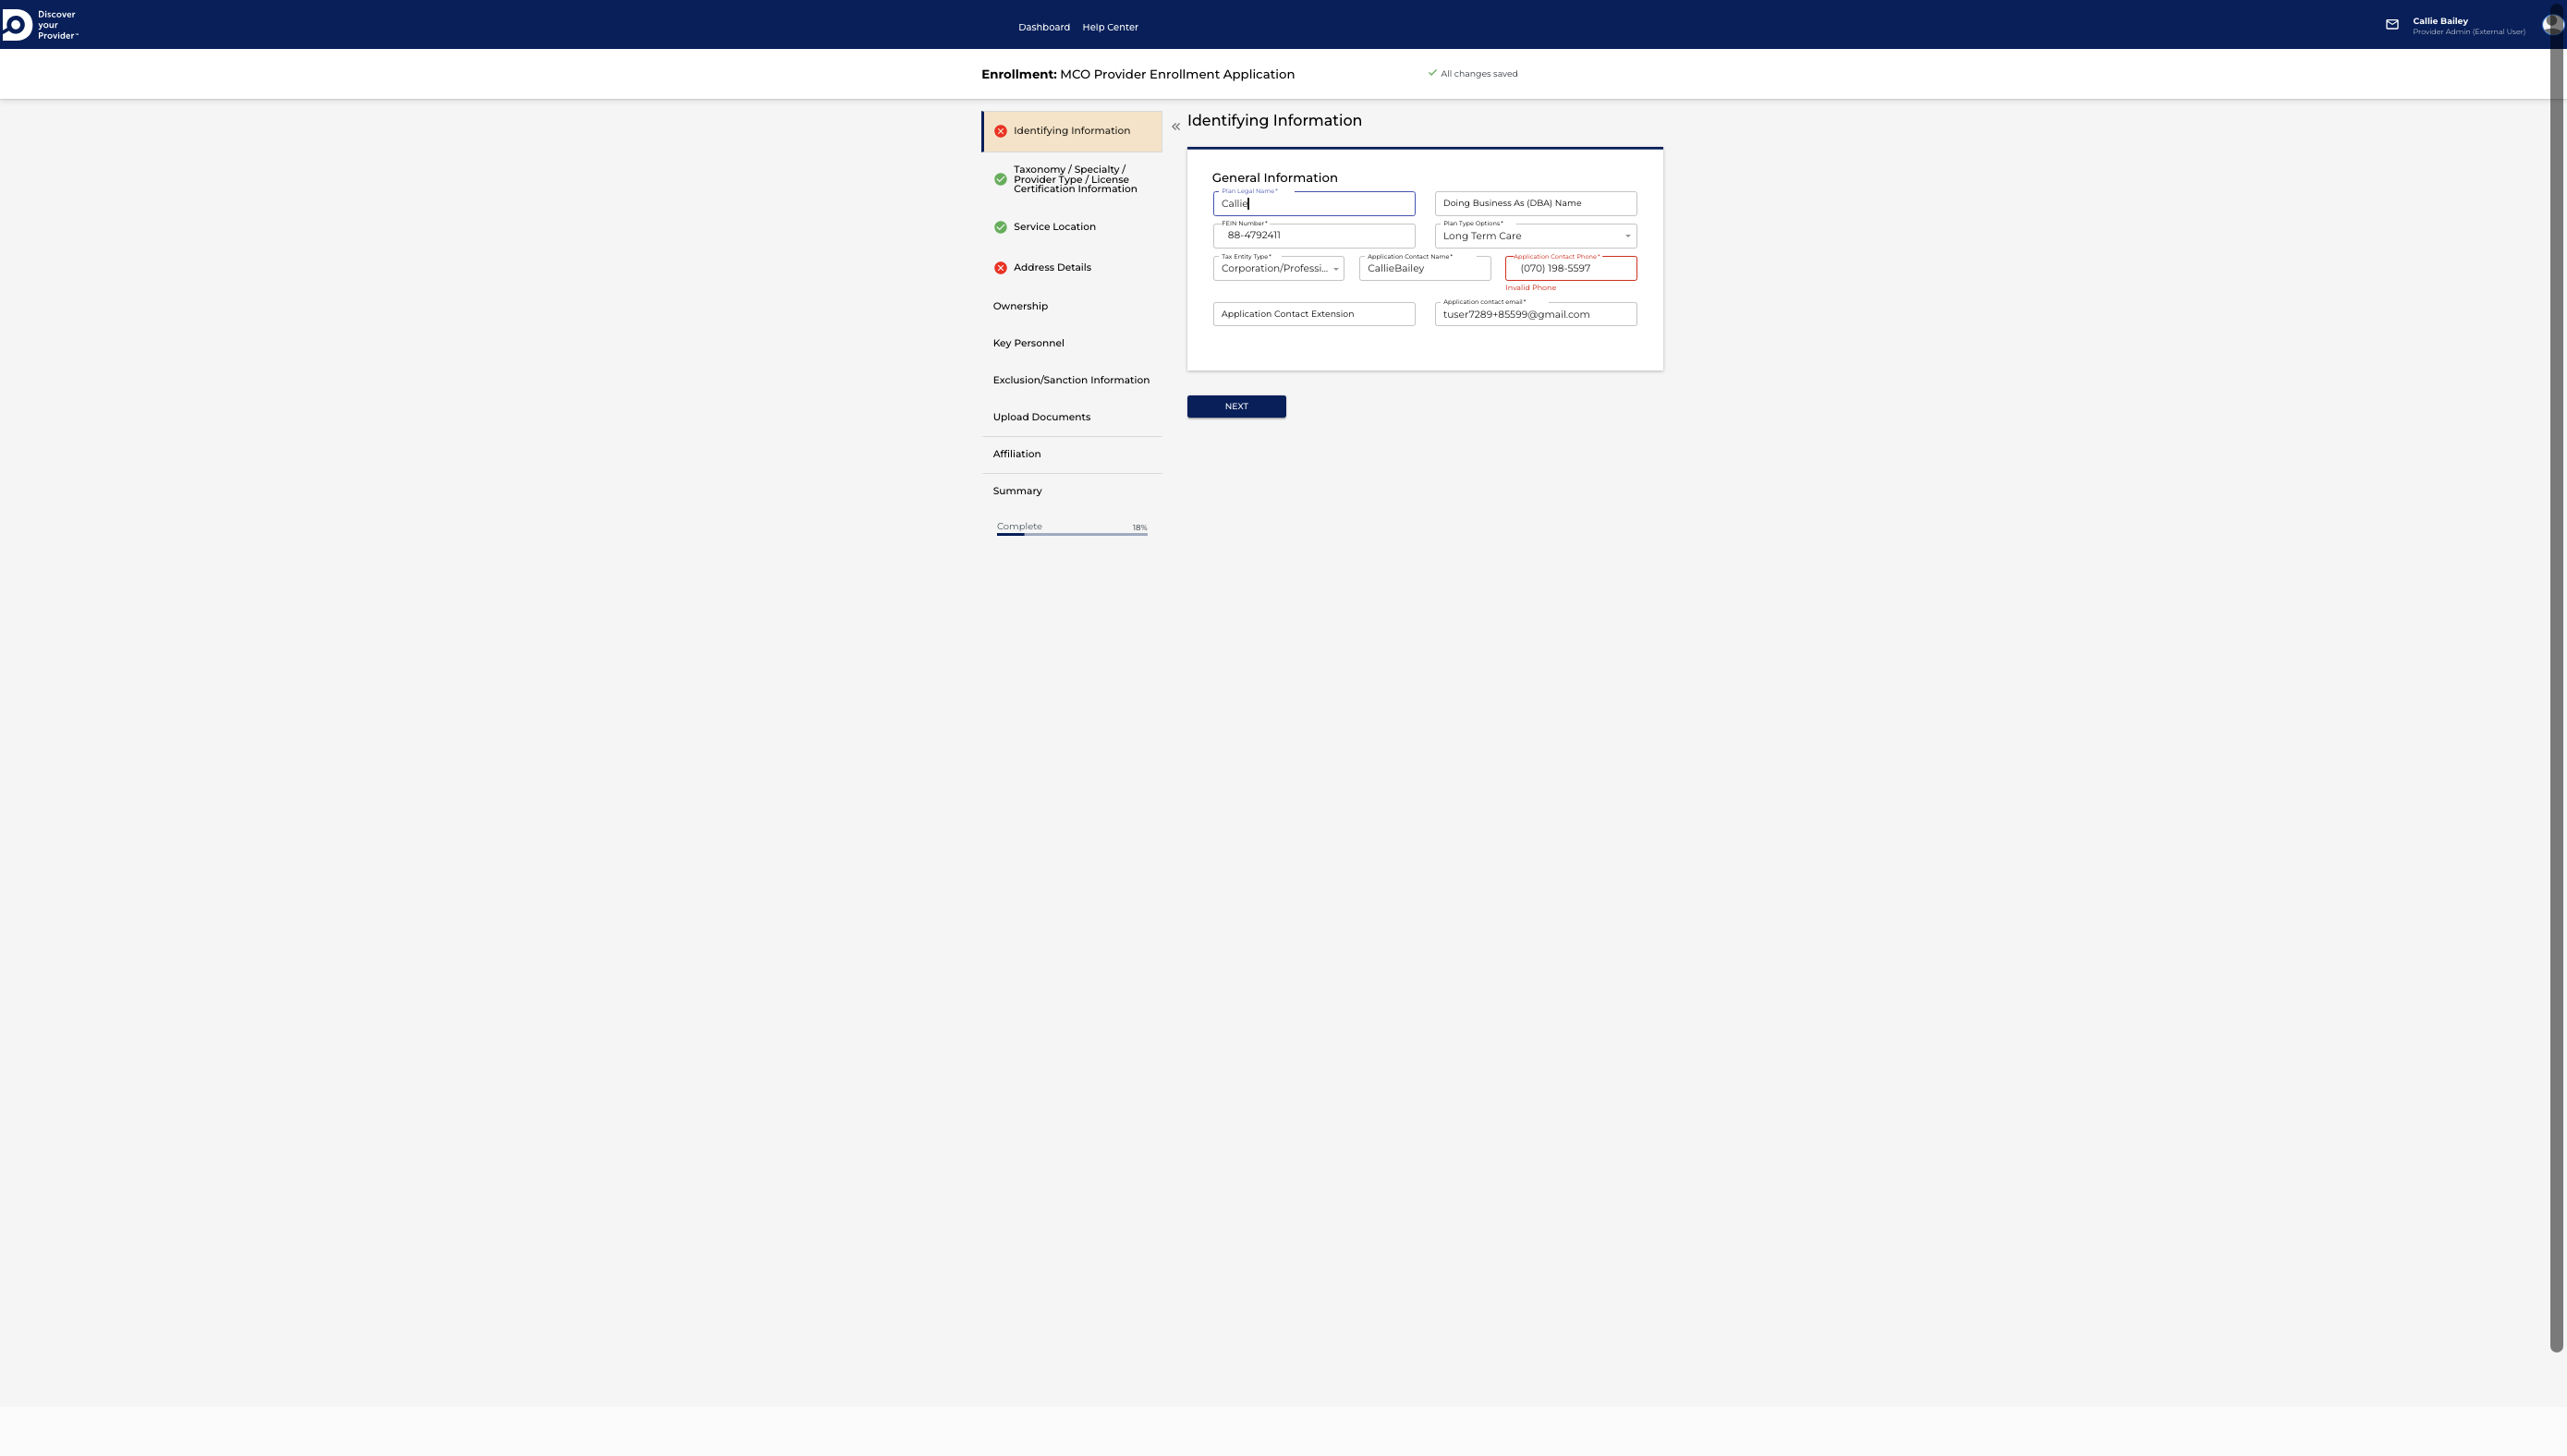 Discover
your
Provider™
Dashboard Help Center
Callie Bailey
Provider Admin (External User)
Enrollment: MCO Provider Enrollment Application
All changes saved
Identifying Information
Taxonomy / Specialty /
Provider Type / License
Certification Information
Service Location
Address Details
Ownership
Key Personnel
Exclusion/Sanction Information
Upload Documents
Affiliation
Summary
Complete 18%
Identifying Information
General Information
Plan Legal Name*
Callie
Doing Business As (DBA) Name
FEIN Number*
88-4792411
Plan Type Options*
Long Term Care
Tax Entity Type*
Corporation/Professi...
Application Contact Name*
CallieBailey
Application Contact Phone*
(070) 198-5597
Invalid Phone
Application Contact Extension
Application contact email*
tuser7289+85599@gmail.com
NEXT